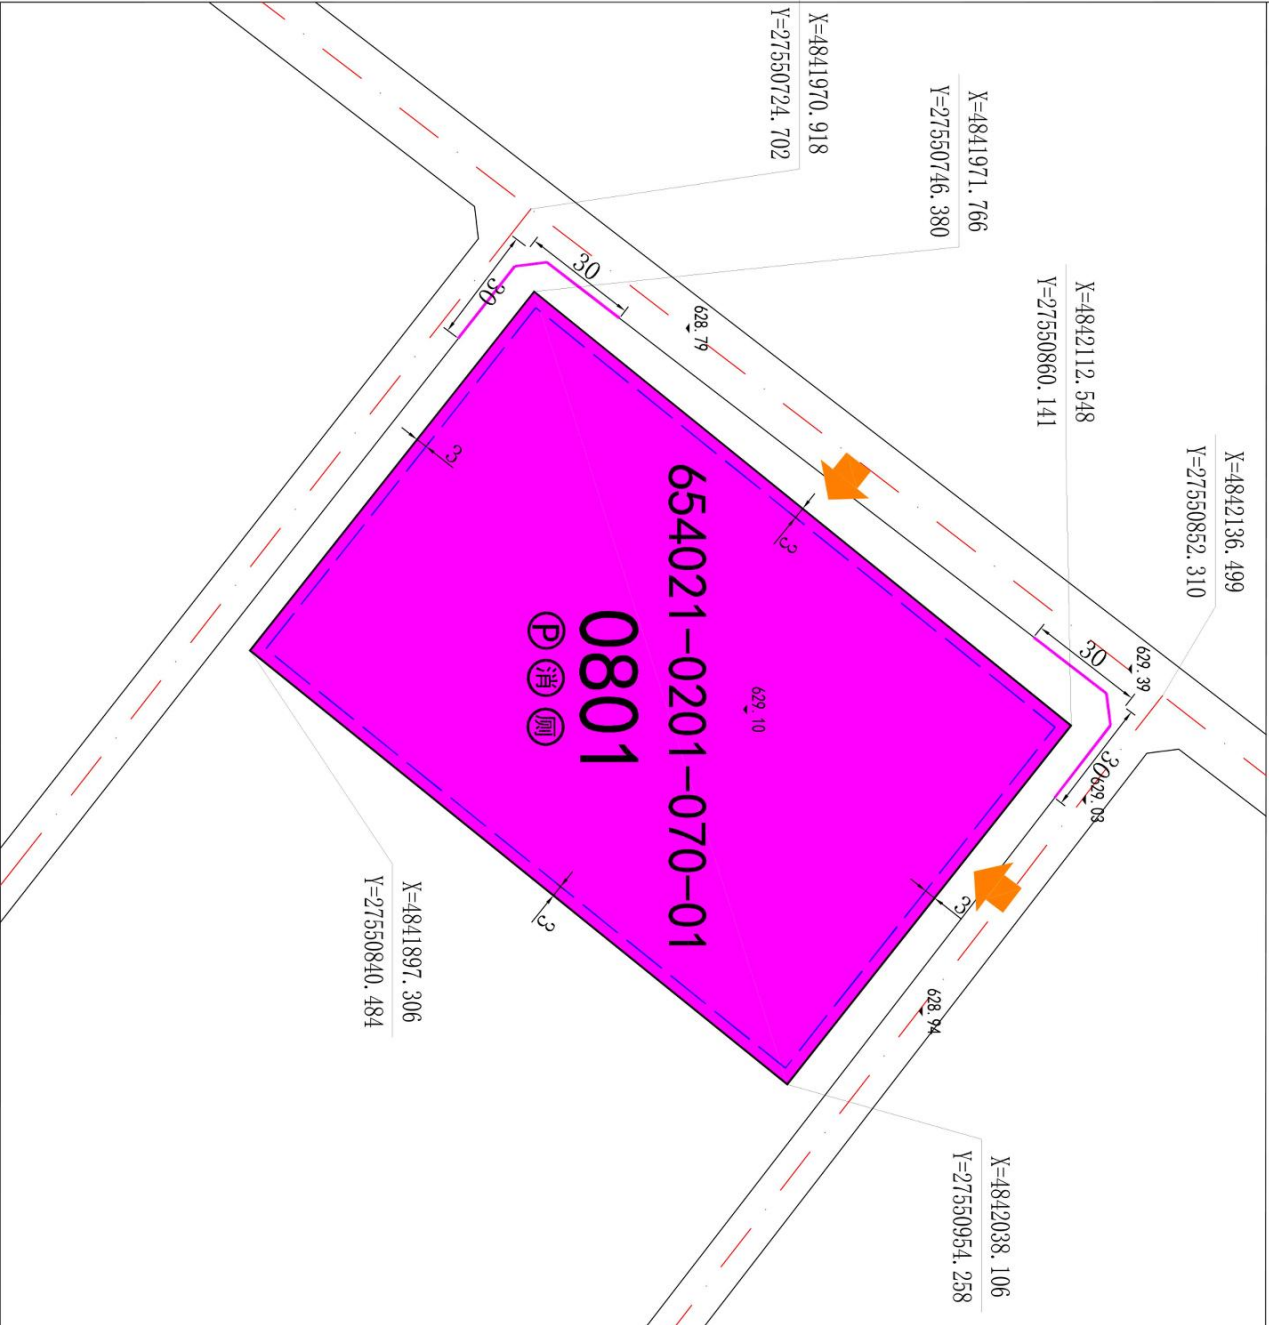 X=4841970.918
Y=27550724.702
X=4841971.766
Y=27550746.380
X=4842112.548
Y=27550860.141
X=4842136.499
Y=27550852.310
30
30
628.79
3
3
654021-0201-070-01
0801
P 消 厕
629.10
30
629.39
30
629.03
3
3
628.94
X=4841897.306
Y=27550840.484
X=4842038.106
Y=27550954.258